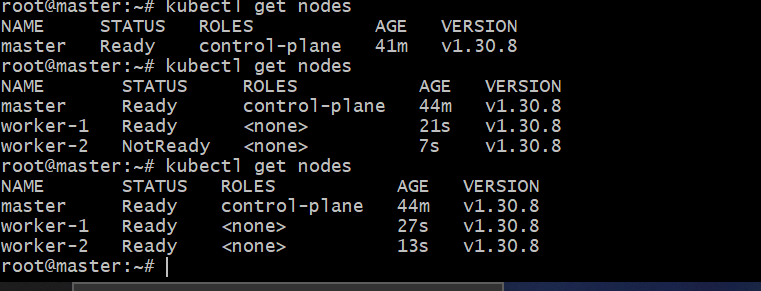 root@master:~# kubectl get nodes
NAME     STATUS   ROLES           AGE   VERSION
master   Ready    control-plane   41m   v1.30.8
root@master:~# kubectl get nodes
NAME       STATUS     ROLES           AGE   VERSION
master     Ready      control-plane   44m   v1.30.8
worker-1   Ready      <none>          21s   v1.30.8
worker-2   NotReady   <none>          7s    v1.30.8
root@master:~# kubectl get nodes
NAME       STATUS   ROLES           AGE   VERSION
master     Ready    control-plane   44m   v1.30.8
worker-1   Ready    <none>          27s   v1.30.8
worker-2   Ready    <none>          13s   v1.30.8
root@master:~#